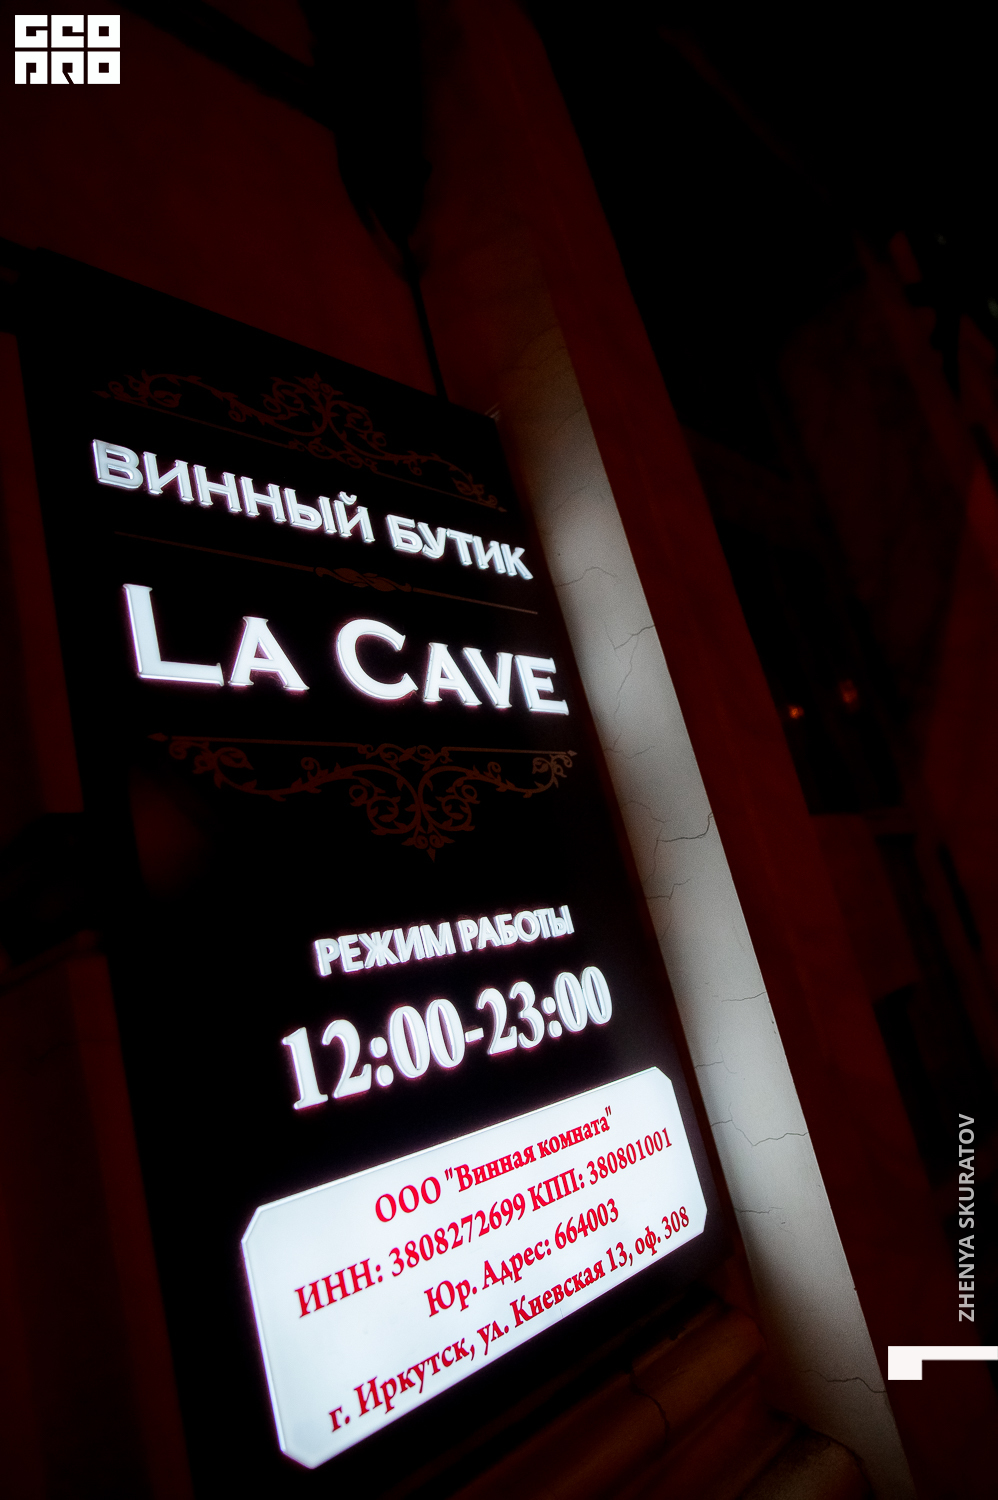 GEO
PRO
ВИННЫЙ БУТИК
LA CAVE
РЕЖИМ РАБОТЫ
12:00-23:00
ООО "Винная комната"
ИНН: 3808272699 КПП: 380801001
Юр. Адрес: 664003
г. Иркутск, ул. Киевская 13, оф. 308
ZHENYA SKURATOV